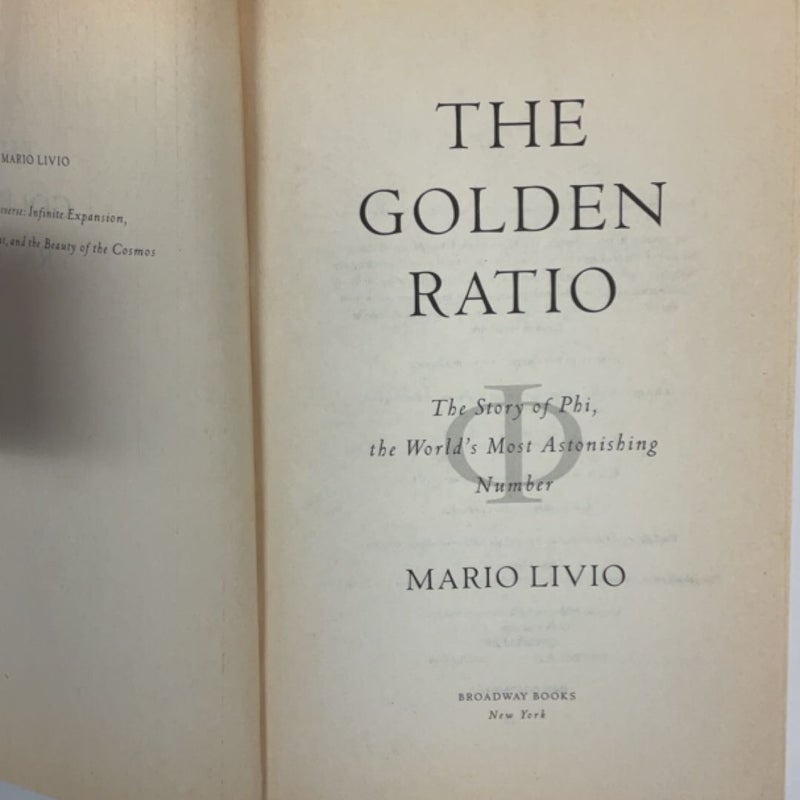 MARIO LIVIO
Infinite Expansion,
and the Beauty of the Cosmos
THE
GOLDEN
RATIO
Φ
The Story of Phi,
the World's Most Astonishing
Number
MARIO LIVIO
BROADWAY BOOKS
New York